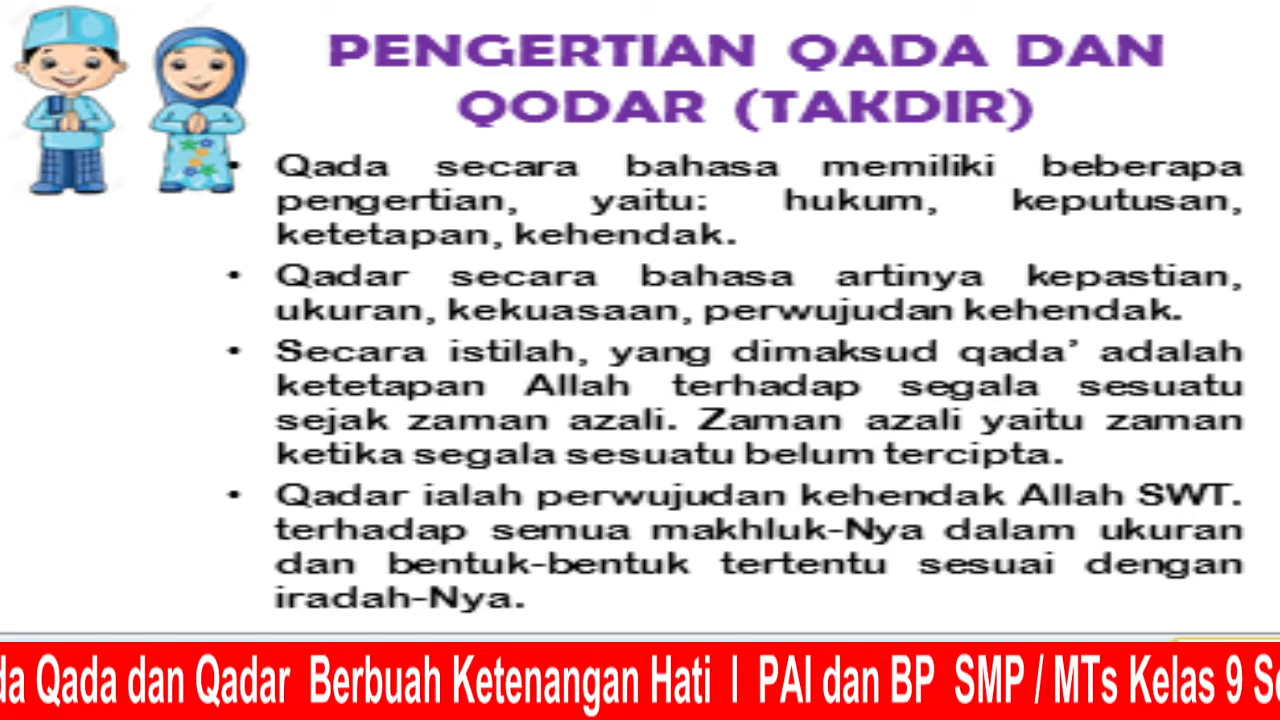 PENGERTIAN QADA DAN
QODAR (TAKDIR)
• Qada secara bahasa memiliki beberapa
pengertian, yaitu: hukum, keputusan,
ketetapan, kehendak.
• Qadar secara bahasa artinya kepastian,
ukuran, kekuasaan, perwujudan kehendak.
• Secara istilah, yang dimaksud qada’ adalah
ketetapan Allah terhadap segala sesuatu
sejak zaman azali. Zaman azali yaitu zaman
ketika segala sesuatu belum tercipta.
• Qadar ialah perwujudan kehendak Allah SWT.
terhadap semua makhluk-Nya dalam ukuran
dan bentuk-bentuk tertentu sesuai dengan
iradah-Nya.
Qada dan Qadar Berbuah Ketenangan Hati l PAI dan BP SMP / MTs Kelas 9